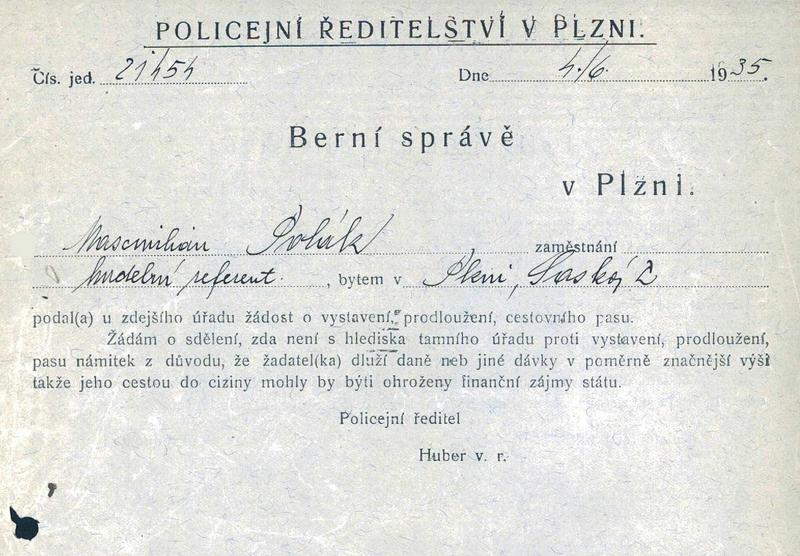 POLICEJNÍ ŘEDITELSTVÍ V PLZNI.
Čís. jed. 21454 Dne 4./6. 1935.
Berní správě
v Plzni.
Maxmilián Polák zaměstnání
hudební referent. , bytem v Plzni, Saská 2
podal(a) u zdejšího úřadu žádost o vystavení, prodloužení, cestovního pasu.
Žádám o sdělení, zda není s hlediska tamního úřadu proti vystavení, prodloužení,
pasu námitek z důvodu, že žadatel(ka) dluží daně neb jiné dávky v poměrně značnější výši
takže jeho cestou do ciziny mohly by býti ohroženy finanční zájmy státu.
Policejní ředitel
Huber v. r.